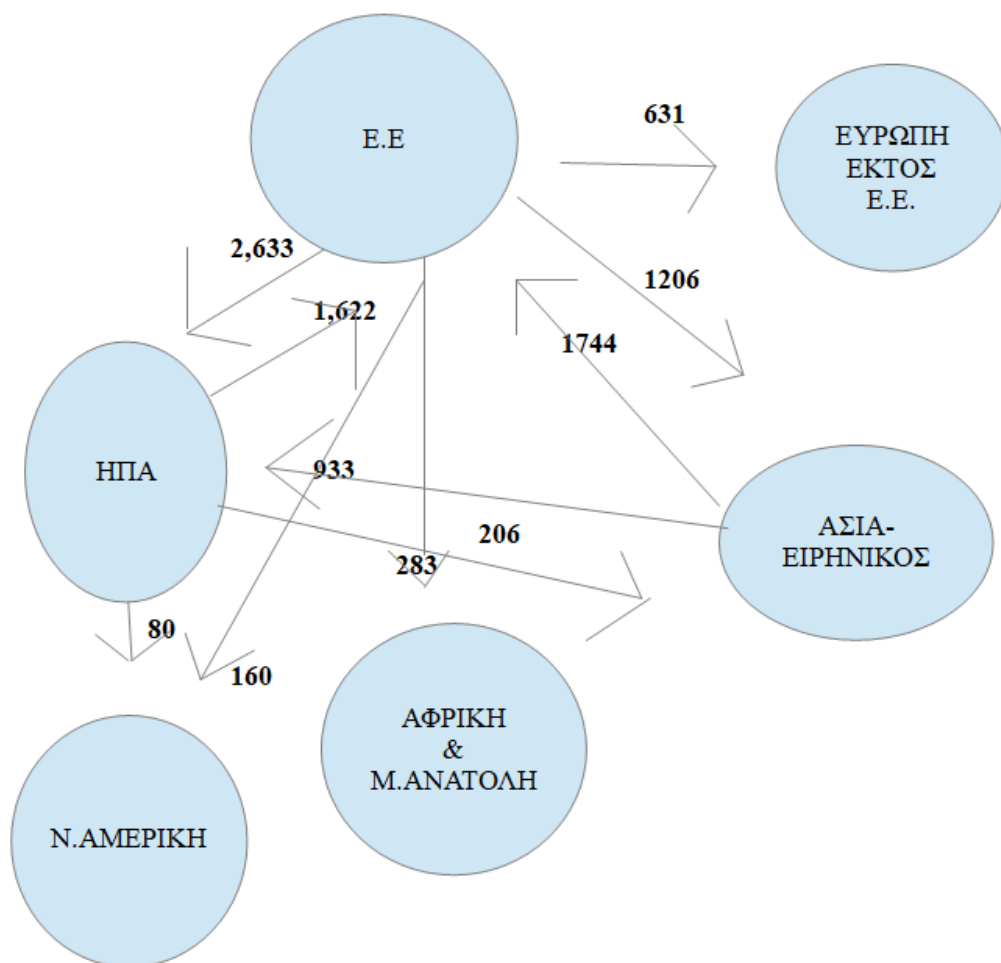 Ε.Ε
631
ΕΥΡΩΠΗ
ΕΚΤΟΣ
Ε.Ε.
2,633
1206
1,622
1744
ΗΠΑ
933
206
ΑΣΙΑ-
ΕΙΡΗΝΙΚΟΣ
283
80
160
ΑΦΡΙΚΗ
&
Μ.ΑΝΑΤΟΛΗ
Ν.ΑΜΕΡΙΚΗ